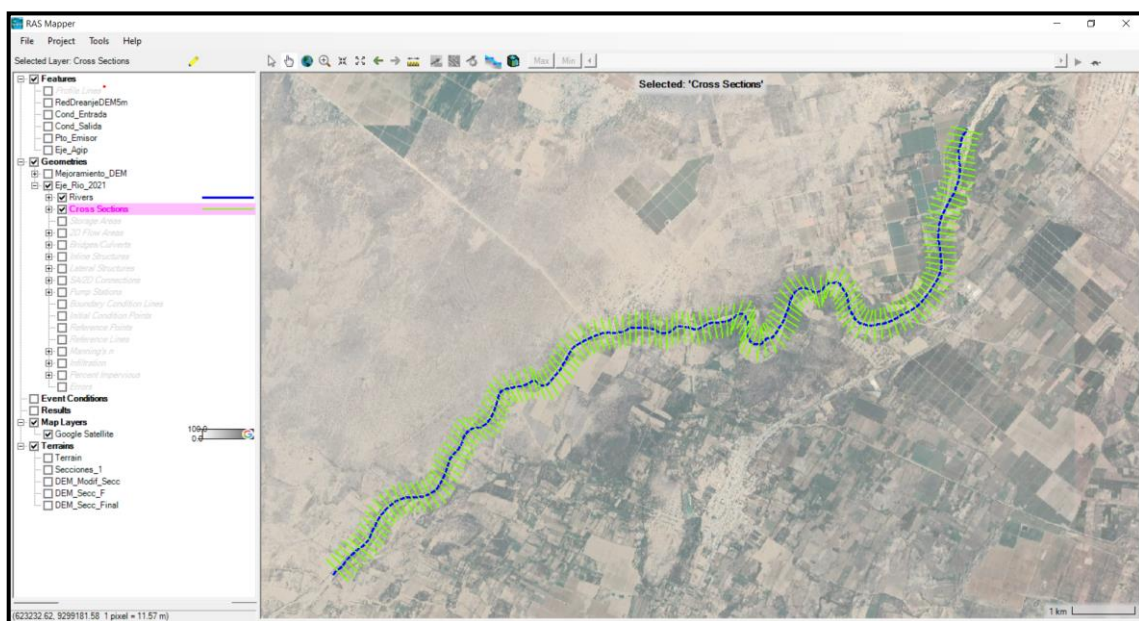 RAS Mapper
File Project Tools Help
Selected Layer: Cross Sections
Max Min
Selected: 'Cross Sections'
Features
Profile Lines
RedDreanjeDEM5m
Cond_Entrada
Cond_Salida
Pto_Emisor
Eje_Agip
Geometries
Mejoramiento_DEM
Eje_Rio_2021
Rivers
Cross Sections
Storage Areas
2D Flow Areas
Bridges/Culverts
Inline Structures
Lateral Structures
SA/2D Connections
Pump Stations
Boundary Condition Lines
Initial Condition Points
Reference Points
Reference Lines
Manning's n
Infiltration
Percent Impervious
Errors
Event Conditions
Results
Map Layers
Google Satellite
100.0
0.0
Terrains
Terrain
Secciones_1
DEM_Modif_Secc
DEM_Secc_F
DEM_Secc_Final
1 km
(623232.62, 9299181.58 1 pixel = 11.57 m)